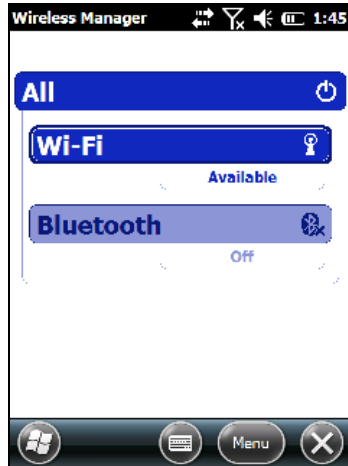 Wireless Manager 1:45
All
Wi-Fi
Available
Bluetooth
Off
Menu